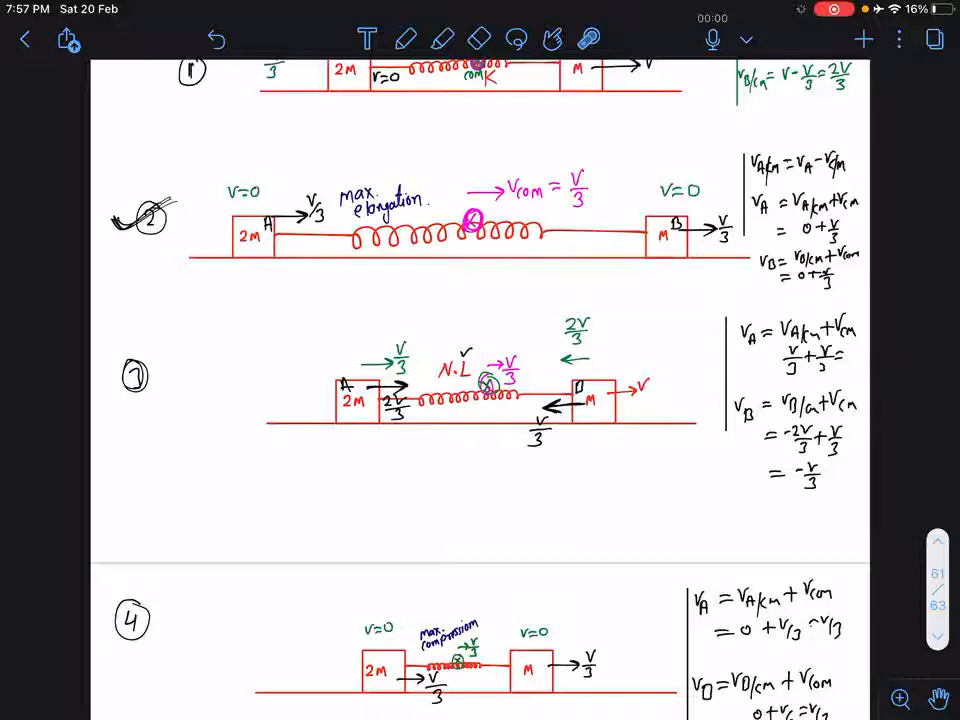 7:57 PM Sat 20 Feb
16%
00:00
T
1
3
2M
v=0
com
K
M
v
v_B/cm = v - v/3 = 2v/3
2
v=0
v/3
max. elongation.
v_com = v/3
v=0
A
2M
B
M
v/3
v_A/cm = v_A - v_cm
v_A = v_A/cm + v_cm
= 0 + v/3
v_B = v_B/cm + v_com
= 0 + v/3
3
v/3
N.L
v/3
2v/3
A
2M
2v/3
M
v
v/3
v_A = v_A/cm + v_cm
v/3 + v/3 =
v_B = v_B/cm + v_cm
= -2v/3 + v/3
= -v/3
61
/
63
4
v=0
max. compression
v/3
v=0
2M
v/3
M
v/3
v_A = v_A/cm + v_com
= 0 + v/3 = v/3
v_B = v_B/cm + v_com